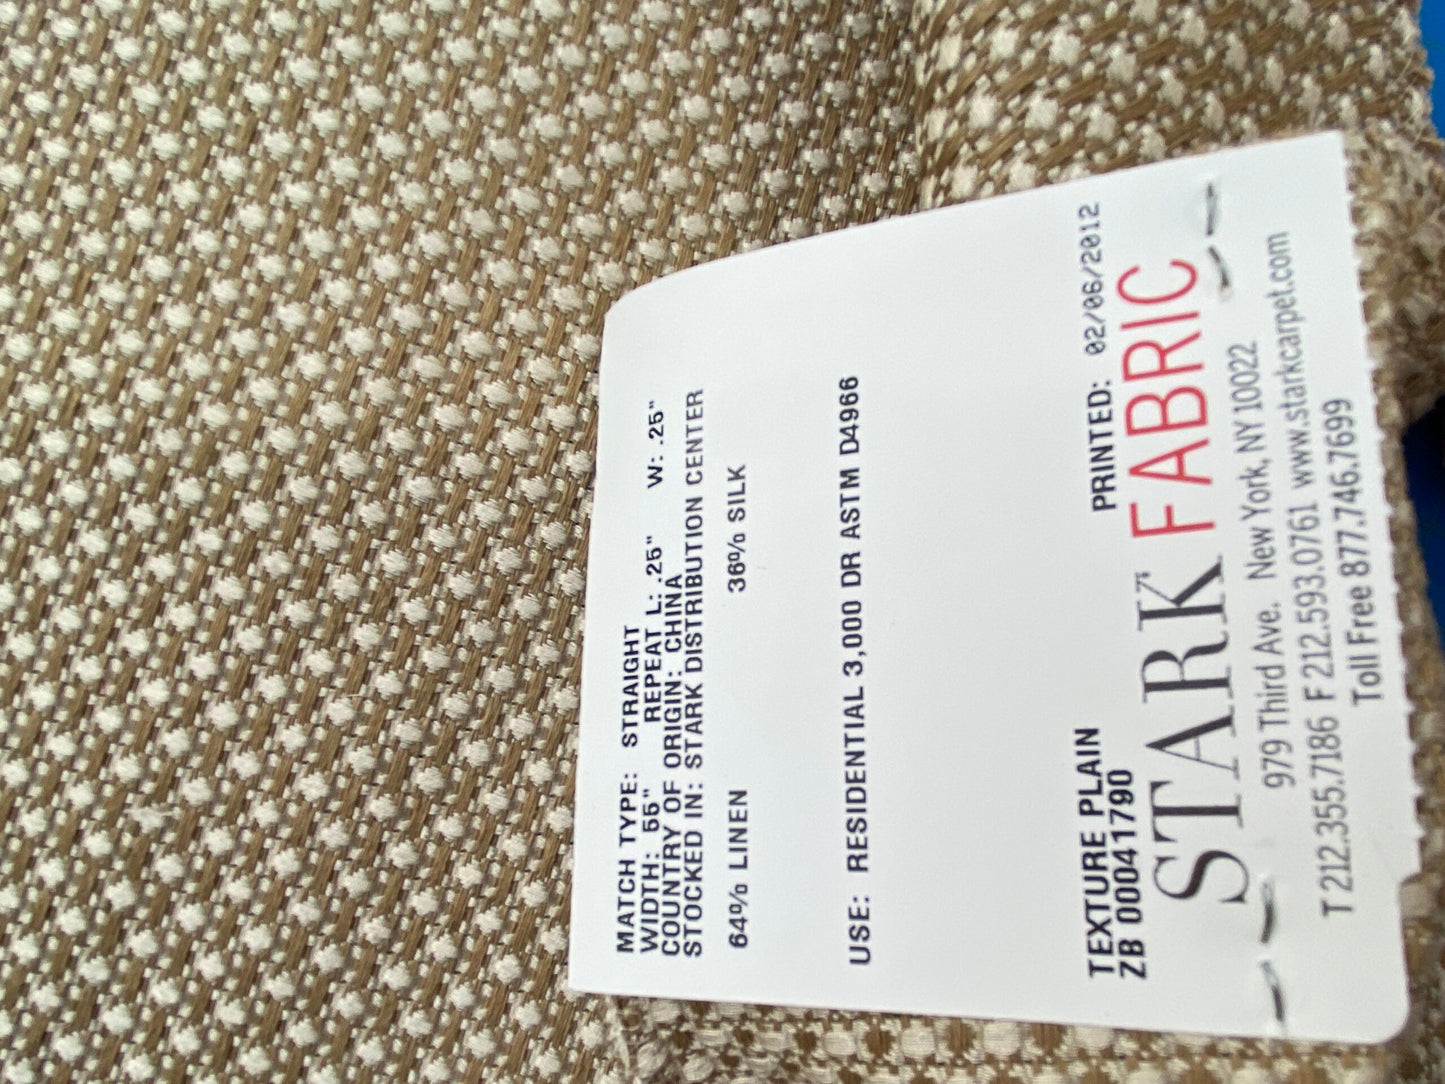 MATCH TYPE: STRAIGHT
WIDTH: 55" REPEAT L: .25" W: .25"
COUNTRY OF ORIGIN: CHINA
STOCKED IN: STARK DISTRIBUTION CENTER
64% LINEN 36% SILK
USE: RESIDENTIAL 3,000 DR ASTM D4966
TEXTURE PLAIN PRINTED: 02/06/2012
ZB 00041790
STARK FABRIC
979 Third Ave. New York, NY 10022
T 212.355.7186 F 212.593.0761 www.starkcarpet.com
Toll Free 877.746.7699